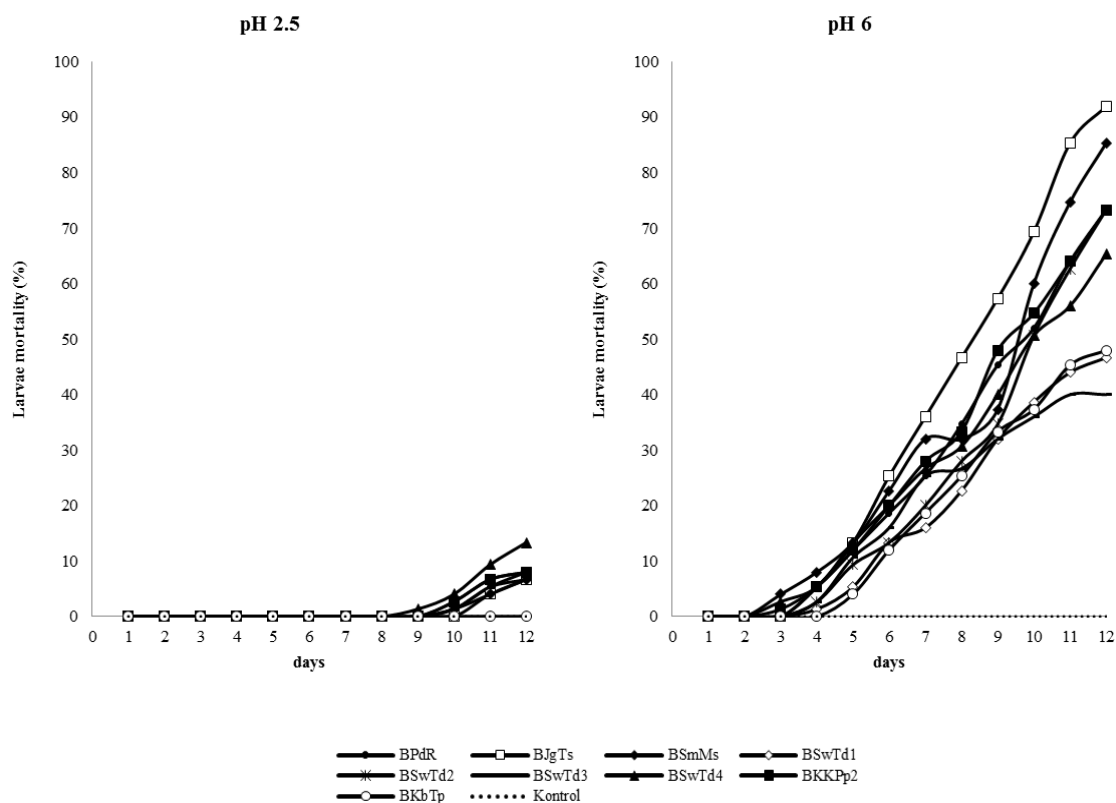 pH 2.5
pH 6
Larvae mortality (%)
100
90
80
70
60
50
40
30
20
10
0
0 1 2 3 4 5 6 7 8 9 10 11 12
days
Larvae mortality (%)
100
90
80
70
60
50
40
30
20
10
0
0 1 2 3 4 5 6 7 8 9 10 11 12
days
BPdR BJgTs BSmMs BSwTd1
BSwTd2 BSwTd3 BSwTd4 BKKPp2
BKbTp Kontrol